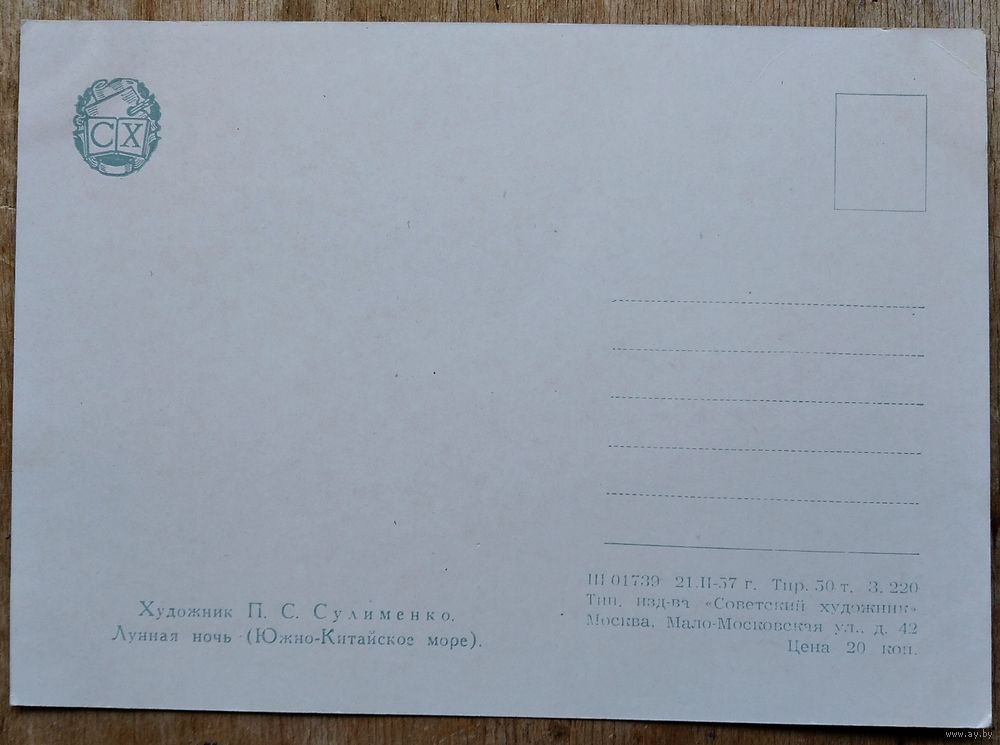 СХ
Художник П. С. Сулименко.
Лунная ночь (Южно-Китайское море).
Ш 01739 21.II-57 г. Тир. 50 т. З. 220
Тип. изд-ва «Советский художник»
Москва, Мало-Московская ул., д. 42
Цена 20 коп.
www.ay.by